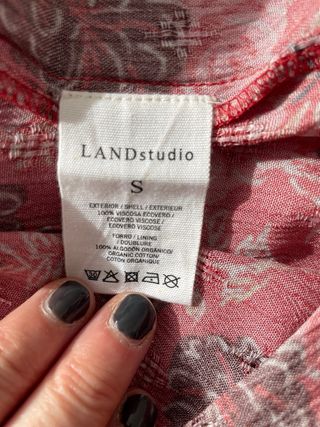 LANDstudio
S
EXTERIOR / SHELL / EXTERIEUR
100% VISCOSA ECOVERO /
ECOVERO VISCOSE /
ECOVERO VISCOSE
FORRO / LINING
/ DOUBLURE
100% ALGODON ORGÁNICO/
ORGANIC COTTON/
COTON ORGANIQUE